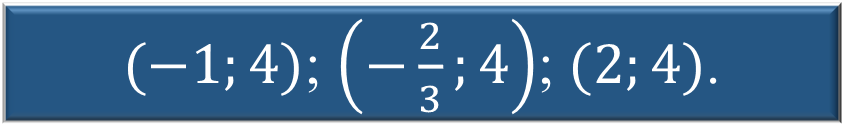 (−1; 4); (−2/3; 4); (2; 4).